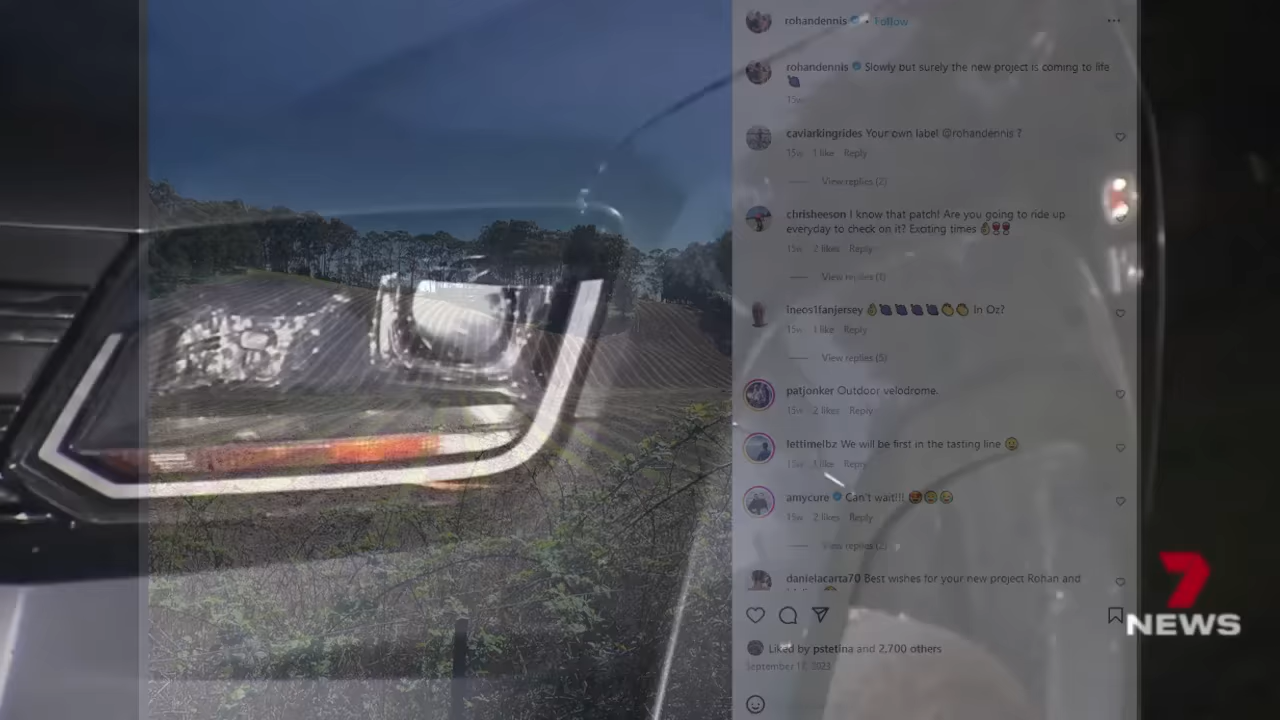 rohandennis • Follow
rohandennis Slowly but surely the new project is coming to life
15w
caviarkingrides Your own label @rohandennis ?
15w 1 like Reply
View replies (2)
chrisheeson I know that patch! Are you going to ride up
everyday to check on it? Exciting times
15w 2 likes Reply
View replies (1)
ineos1fanjersey In Oz?
15w 1 like Reply
View replies (5)
patjonker Outdoor velodrome.
15w 2 likes Reply
lettimelbz We will be first in the tasting line
1 like Reply
amycure Can't wait!!!
15w 2 likes Reply
View replies
danielacarta70 Best wishes for your new project Rohan and
Liked by pstetina and 2,700 others
September 2023
7
NEWS